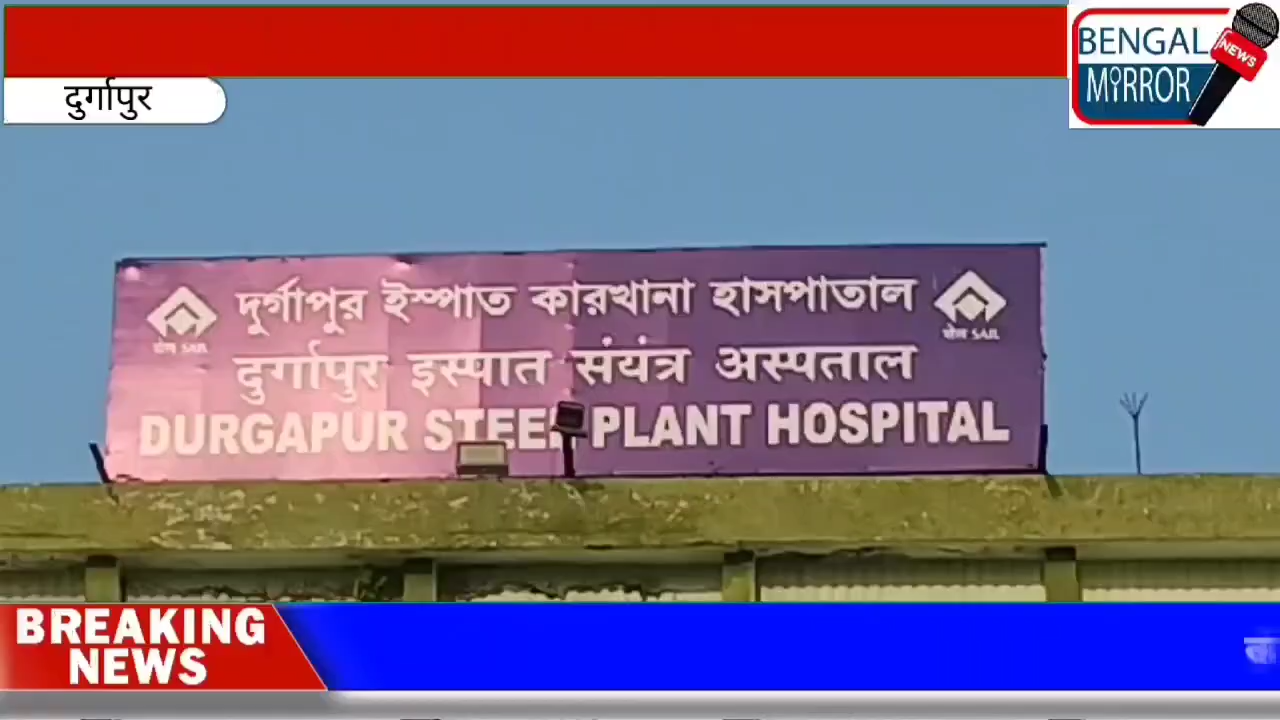 BENGAL
MIRROR
NEWS
दुर्गापुर
দুর্গাপুর ইস্পাত কারখানা হাসপাতাল
दुर्गापुर इस्पात संयंत्र अस्पताल
DURGAPUR STEEL PLANT HOSPITAL
सेल SAIL
सेल SAIL
BREAKING
NEWS